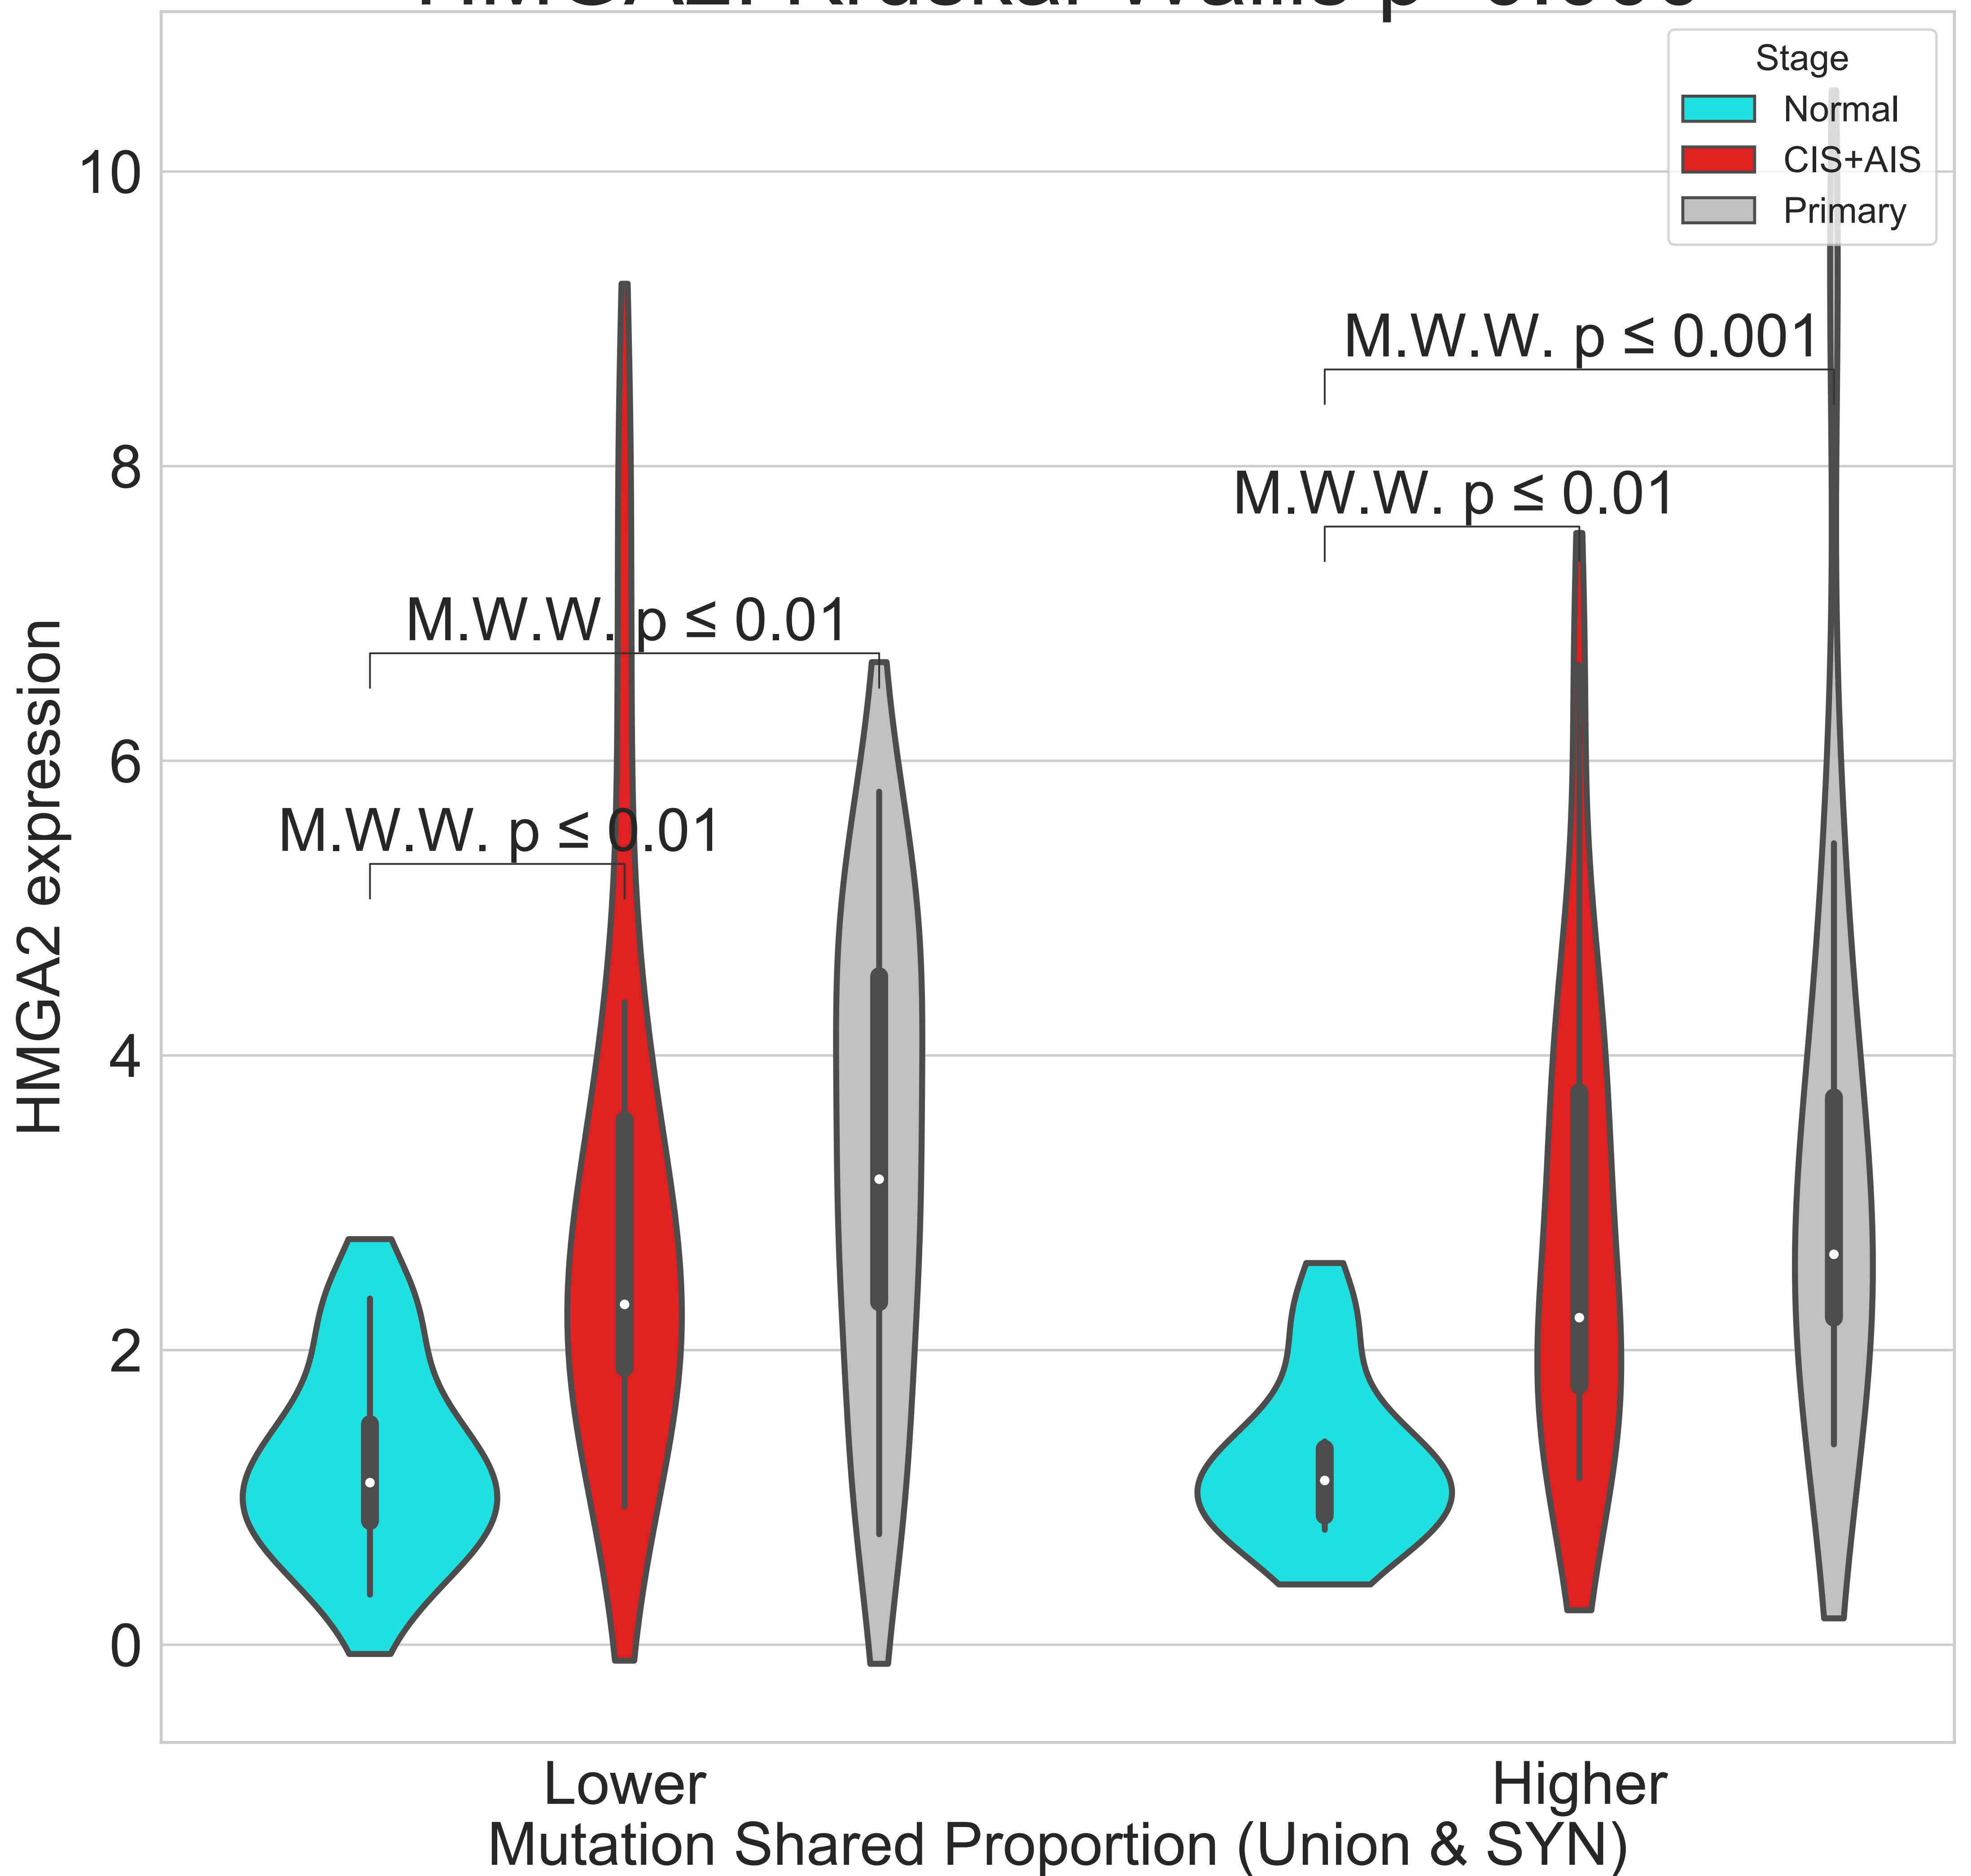 Stage
Normal
CIS+AIS
Primary
10
8
6
4
2
0
HMGA2 expression
M.W.W. p ≤ 0.001
M.W.W. p ≤ 0.01
M.W.W. p ≤ 0.01
M.W.W. p ≤ 0.01
Lower
Higher
Mutation Shared Proportion (Union & SYN)